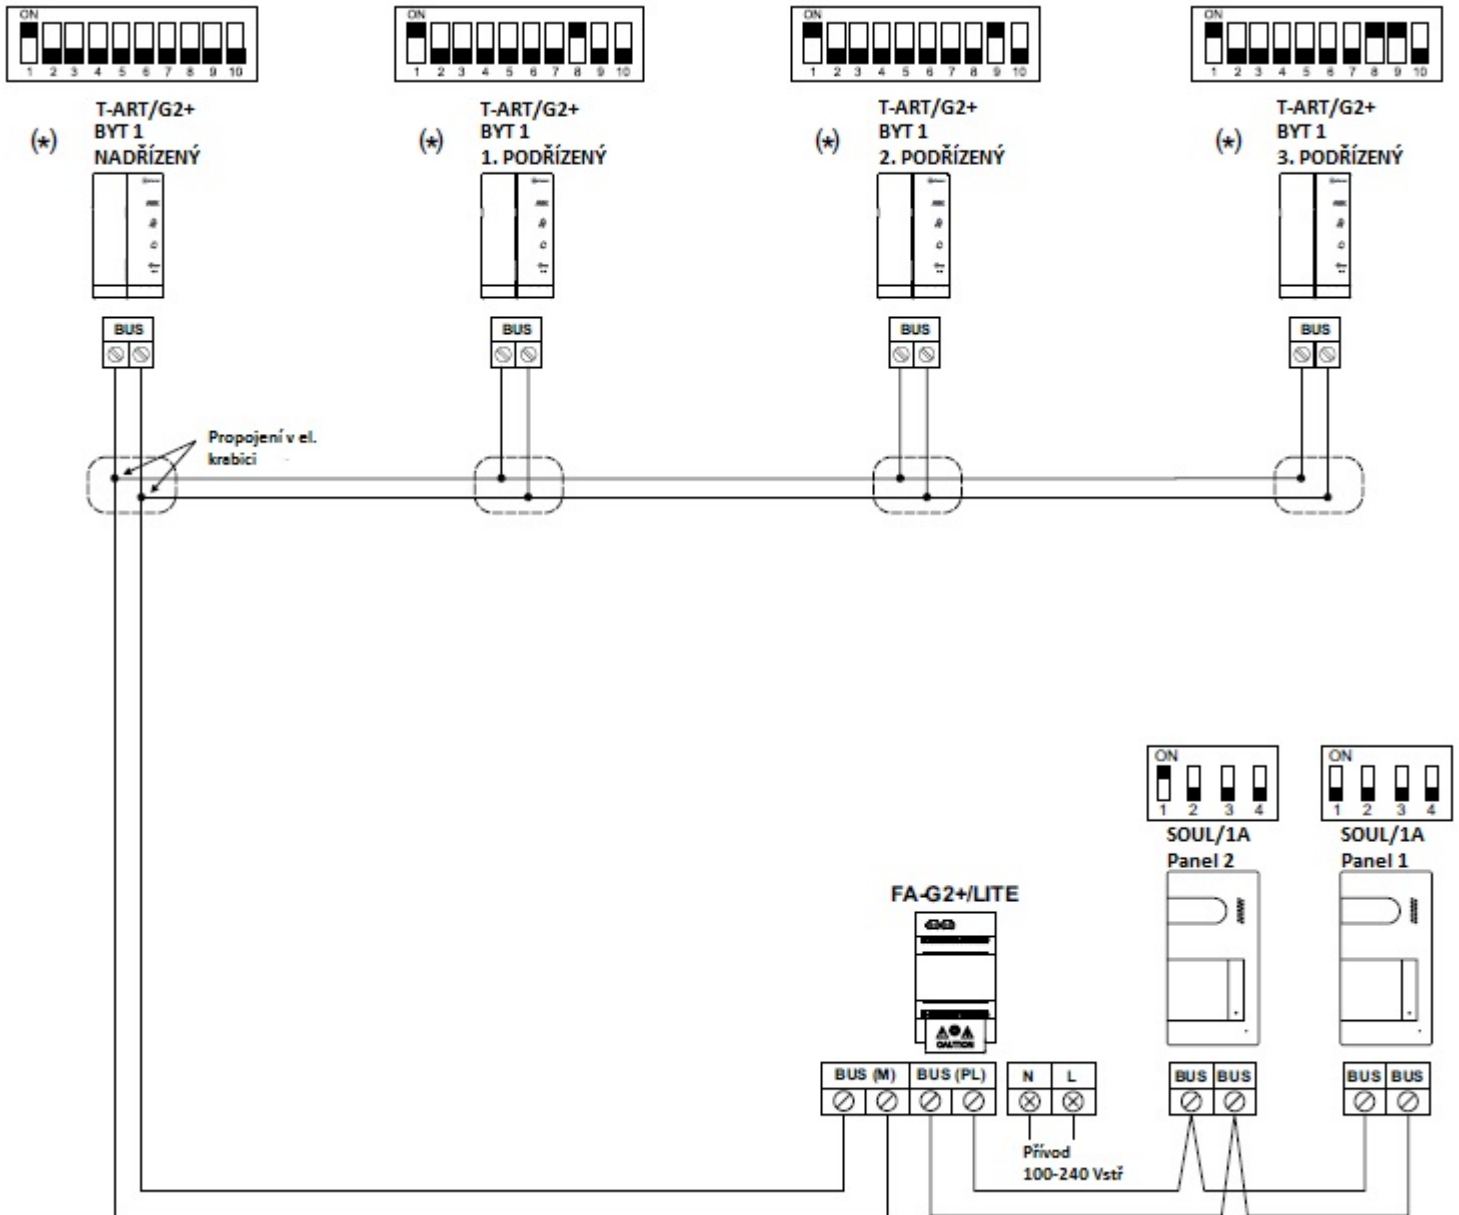 ON ON ON ON
1 2 3 4 5 6 7 8 9 10 1 2 3 4 5 6 7 8 9 10 1 2 3 4 5 6 7 8 9 10 1 2 3 4 5 6 7 8 9 10
T-ART/G2+ T-ART/G2+ T-ART/G2+ T-ART/G2+
(*) BYT 1 (*) BYT 1 (*) BYT 1 (*) BYT 1
NADŘÍZENÝ 1. PODŘÍZENÝ 2. PODŘÍZENÝ 3. PODŘÍZENÝ
BUS BUS BUS BUS
Propojení v el.
krabici
ON ON
1 2 3 4 1 2 3 4
SOUL/1A SOUL/1A
Panel 2 Panel 1
FA-G2+/LITE
CAUTION
BUS (M) BUS (PL) N L BUS BUS BUS BUS
Přívod
100-240 Vstř